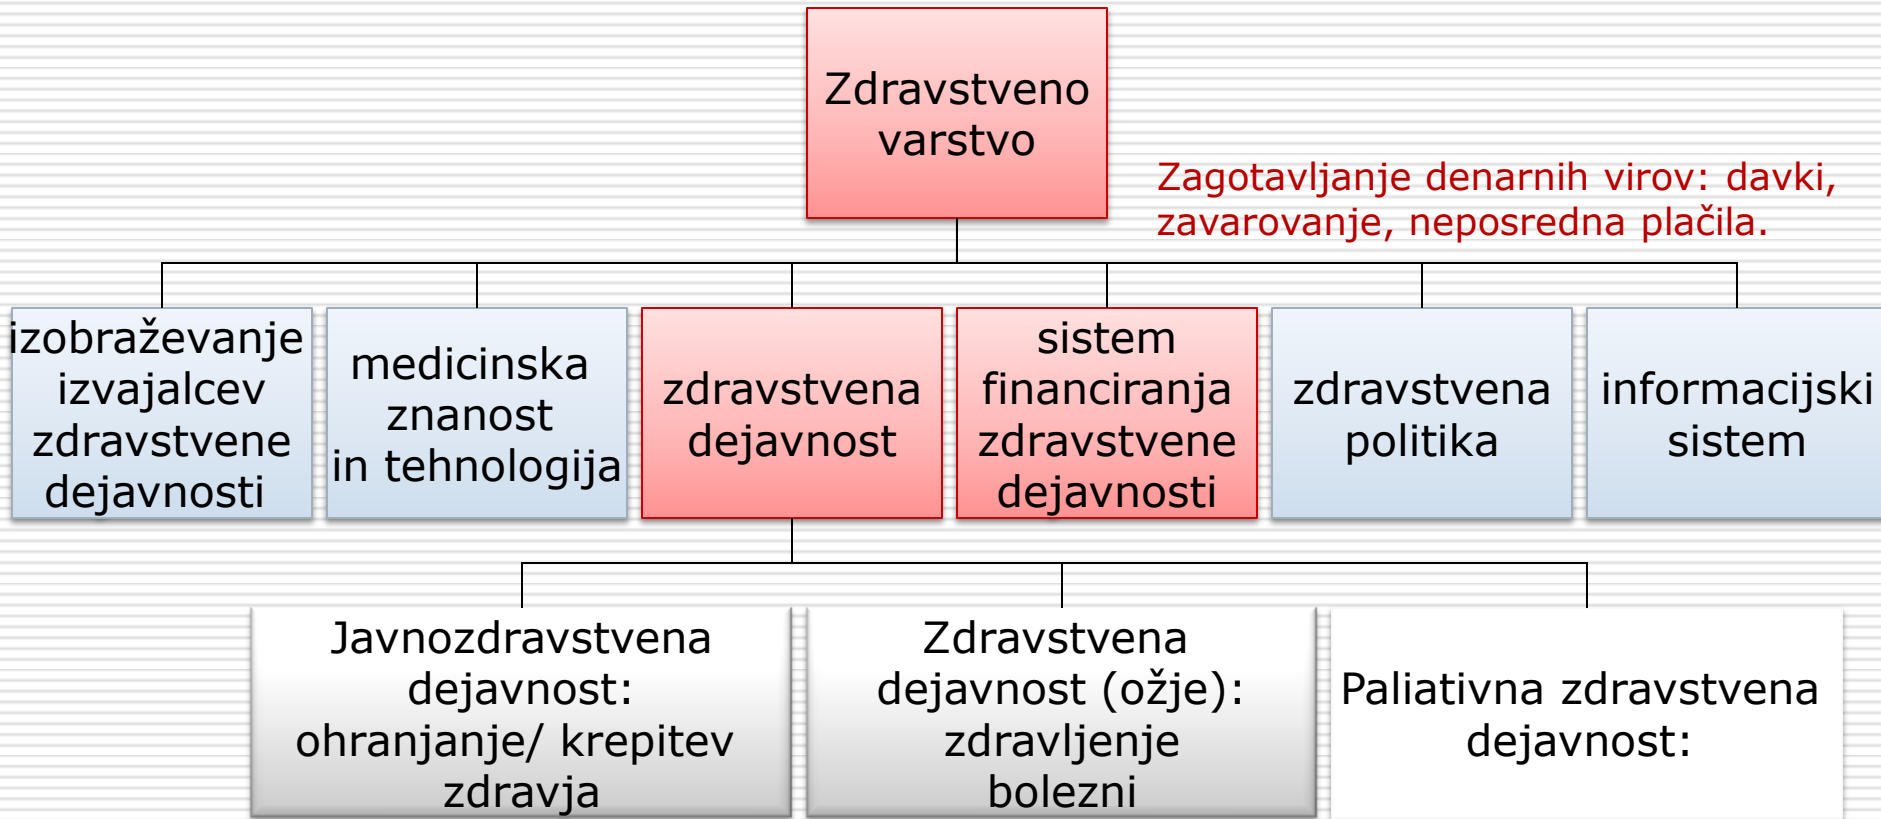 Zdravstveno
varstvo
Zagotavljanje denarnih virov: davki,
zavarovanje, neposredna plačila.
izobraževanje
izvajalcev
zdravstvene
dejavnosti
medicinska
znanost
in tehnologija
zdravstvena
dejavnost
sistem
financiranja
zdravstvene
dejavnosti
zdravstvena
politika
informacijski
sistem
Javnozdravstvena
dejavnost:
ohranjanje/ krepitev
zdravja
Zdravstvena
dejavnost (ožje):
zdravljenje
bolezni
Paliativna zdravstvena
dejavnost: